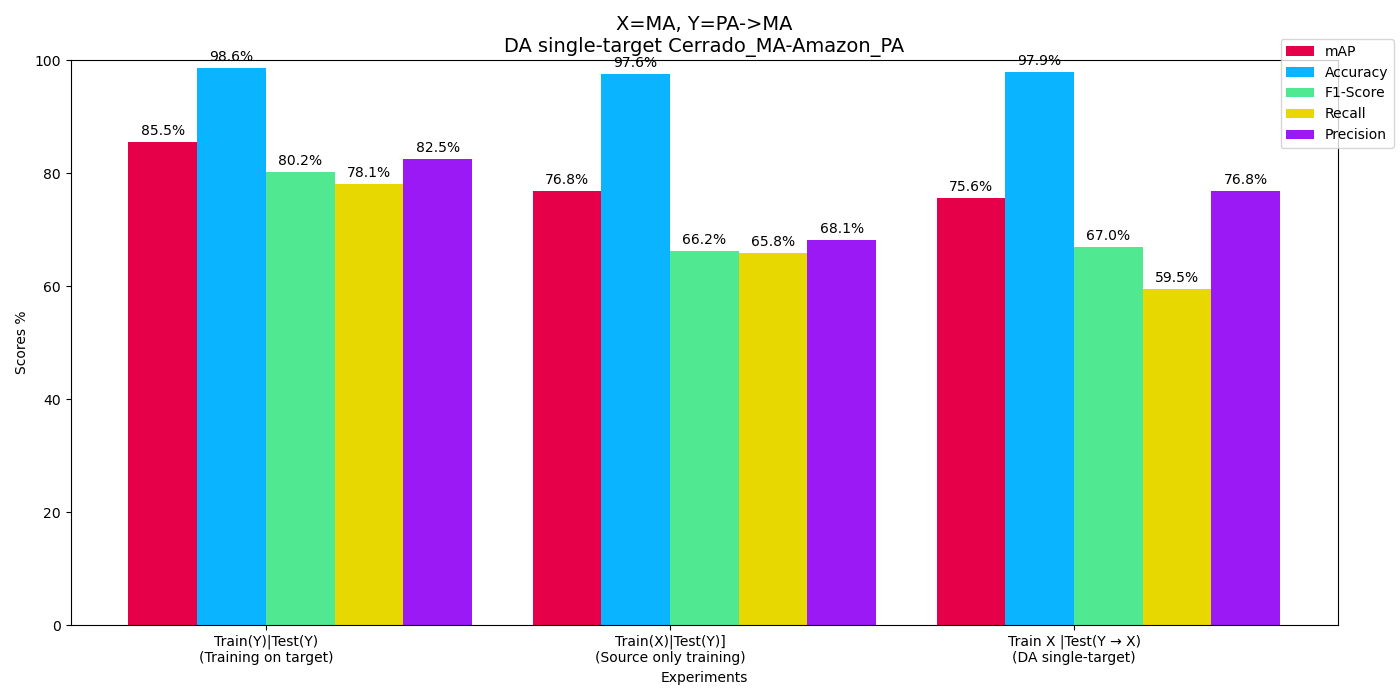 X=MA, Y=PA->MA
DA single-target Cerrado_MA-Amazon_PA
mAP
Accuracy
F1-Score
Recall
Precision
Scores %
100
80
60
40
20
0
85.5%
98.6%
80.2%
78.1%
82.5%
76.8%
97.6%
66.2%
65.8%
68.1%
75.6%
97.9%
67.0%
59.5%
76.8%
Train(Y)|Test(Y)
(Training on target)
Train(X)|Test(Y)]
(Source only training)
Train X |Test(Y → X)
(DA single-target)
Experiments